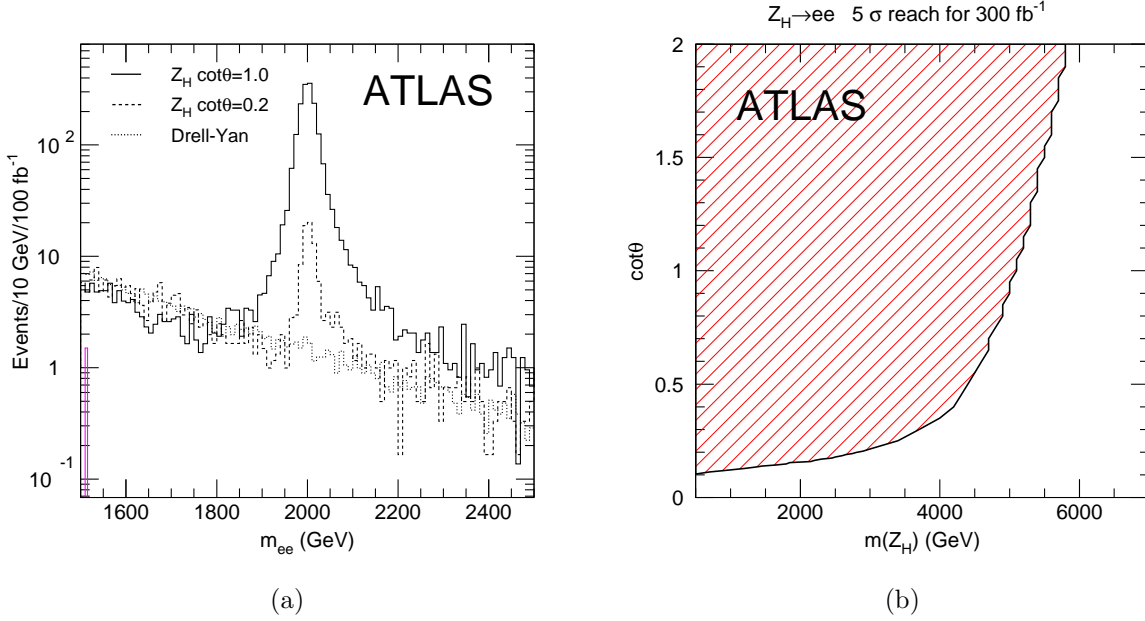 Z_H cotθ=1.0
Z_H cotθ=0.2
Drell-Yan
ATLAS
Events/10 GeV/100 fb⁻¹
10²
10
1
10⁻¹
1600 1800 2000 2200 2400
m_ee (GeV)
(a)
Z_H→ee 5 σ reach for 300 fb⁻¹
ATLAS
cotθ
2
1.5
1
0.5
0
2000 4000 6000
m(Z_H) (GeV)
(b)